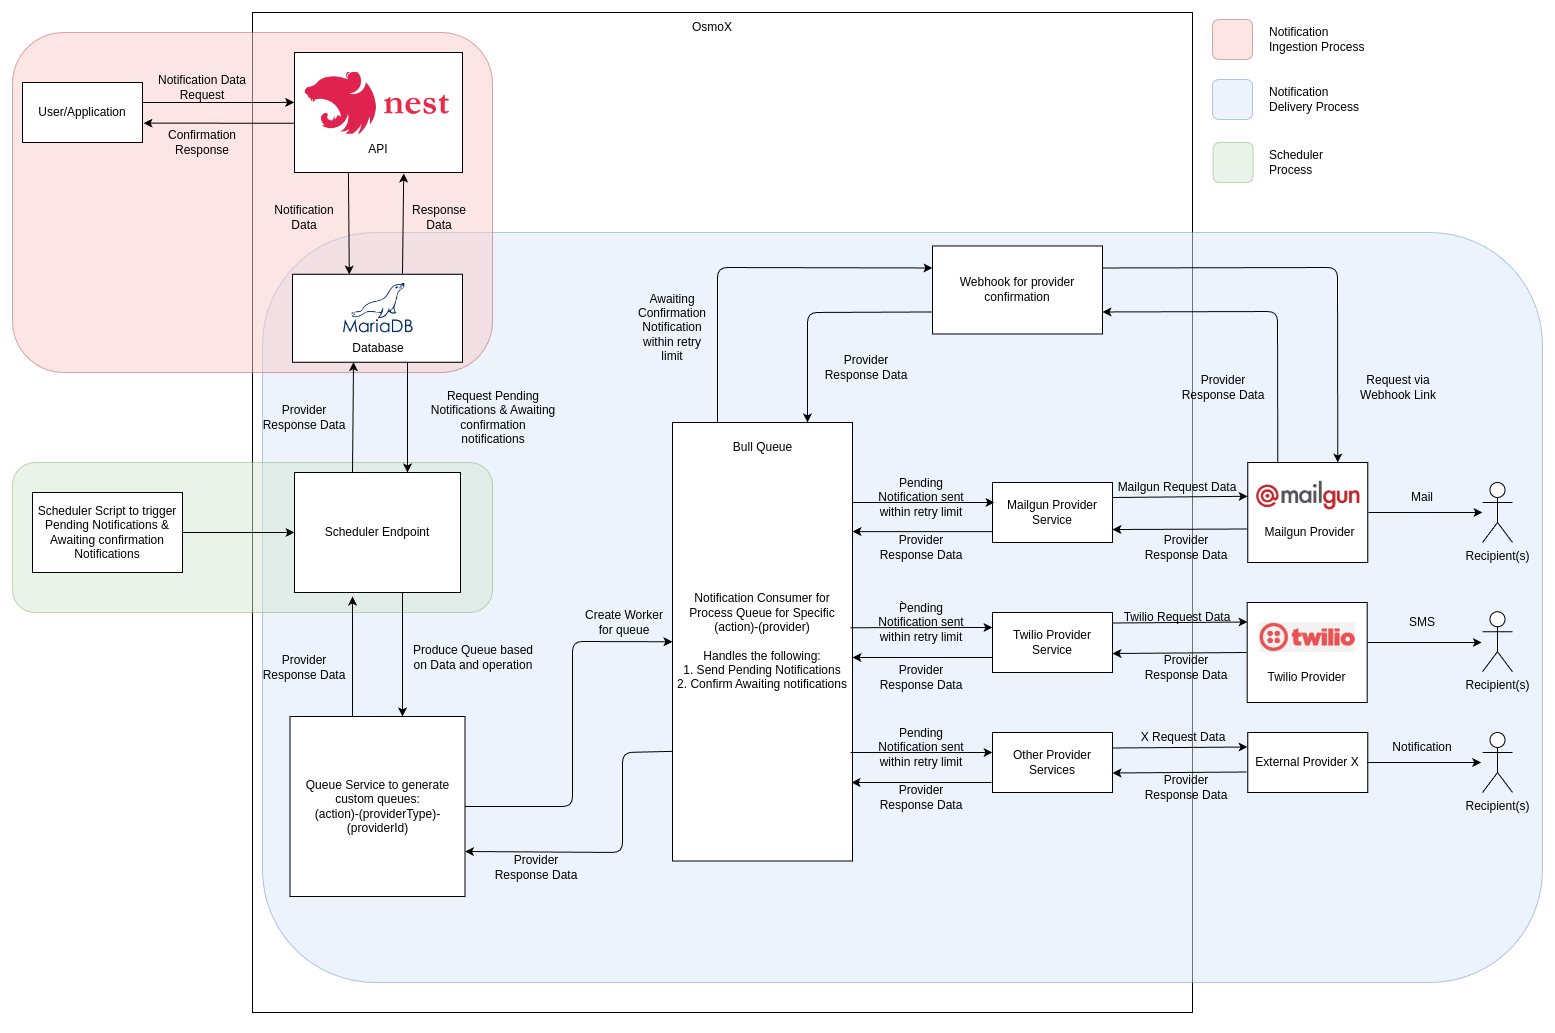 OsmoX
Notification
Ingestion Process
Notification
Delivery Process
Scheduler
Process
User/Application
Notification Data
Request
Confirmation
Response
nest
API
Notification
Data
Response
Data
MariaDB
Database
Provider
Response Data
Request Pending
Notifications & Awaiting
confirmation
notifications
Scheduler Script to trigger
Pending Notifications &
Awaiting confirmation
Notifications
Scheduler Endpoint
Provider
Response Data
Produce Queue based
on Data and operation
Queue Service to generate
custom queues:
(action)-(providerType)-
(providerId)
Create Worker
for queue
Provider
Response Data
Awaiting
Confirmation
Notification
within retry
limit
Webhook for provider
confirmation
Provider
Response Data
Provider
Response Data
Request via
Webhook Link
Bull Queue
Notification Consumer for
Process Queue for Specific
(action)-(provider)
Handles the following:
1. Send Pending Notifications
2. Confirm Awaiting notifications
Pending
Notification sent
within retry limit
Provider
Response Data
Mailgun Provider
Service
Mailgun Request Data
Provider
Response Data
mailgun
Mailgun Provider
Mail
Recipient(s)
Pending
Notification sent
within retry limit
Provider
Response Data
Twilio Provider
Service
Twilio Request Data
Provider
Response Data
twilio
Twilio Provider
SMS
Recipient(s)
Pending
Notification sent
within retry limit
Provider
Response Data
Other Provider
Services
X Request Data
Provider
Response Data
External Provider X
Notification
Recipient(s)